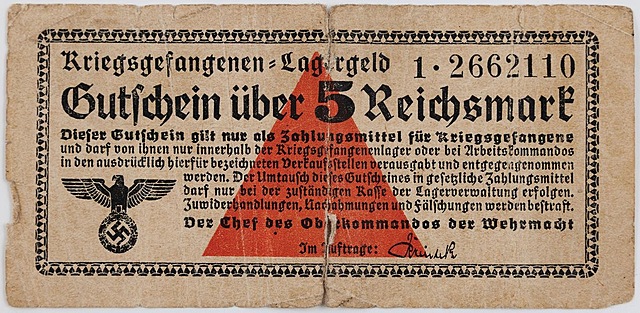 Kriegsgefangenen-Lagergeld 1·2662110
Gutschein über 5 Reichsmark
Dieser Gutschein gilt nur als Zahlungsmittel für Kriegsgefangene
und darf von ihnen nur innerhalb der Kriegsgefangenenlager oder bei Arbeitskommandos
in den ausdrücklich hierfür bezeichneten Verkaufsstellen verausgabt und entgegengenommen
werden. Der Umtausch dieses Gutscheines in gesetzliche Zahlungsmittel
darf nur bei der zuständigen Kasse der Lagerverwaltung erfolgen.
Zuwiderhandlungen, Nachahmungen und Fälschungen werden bestraft.
Der Chef des Oberkommandos der Wehrmacht
Im Auftrage: